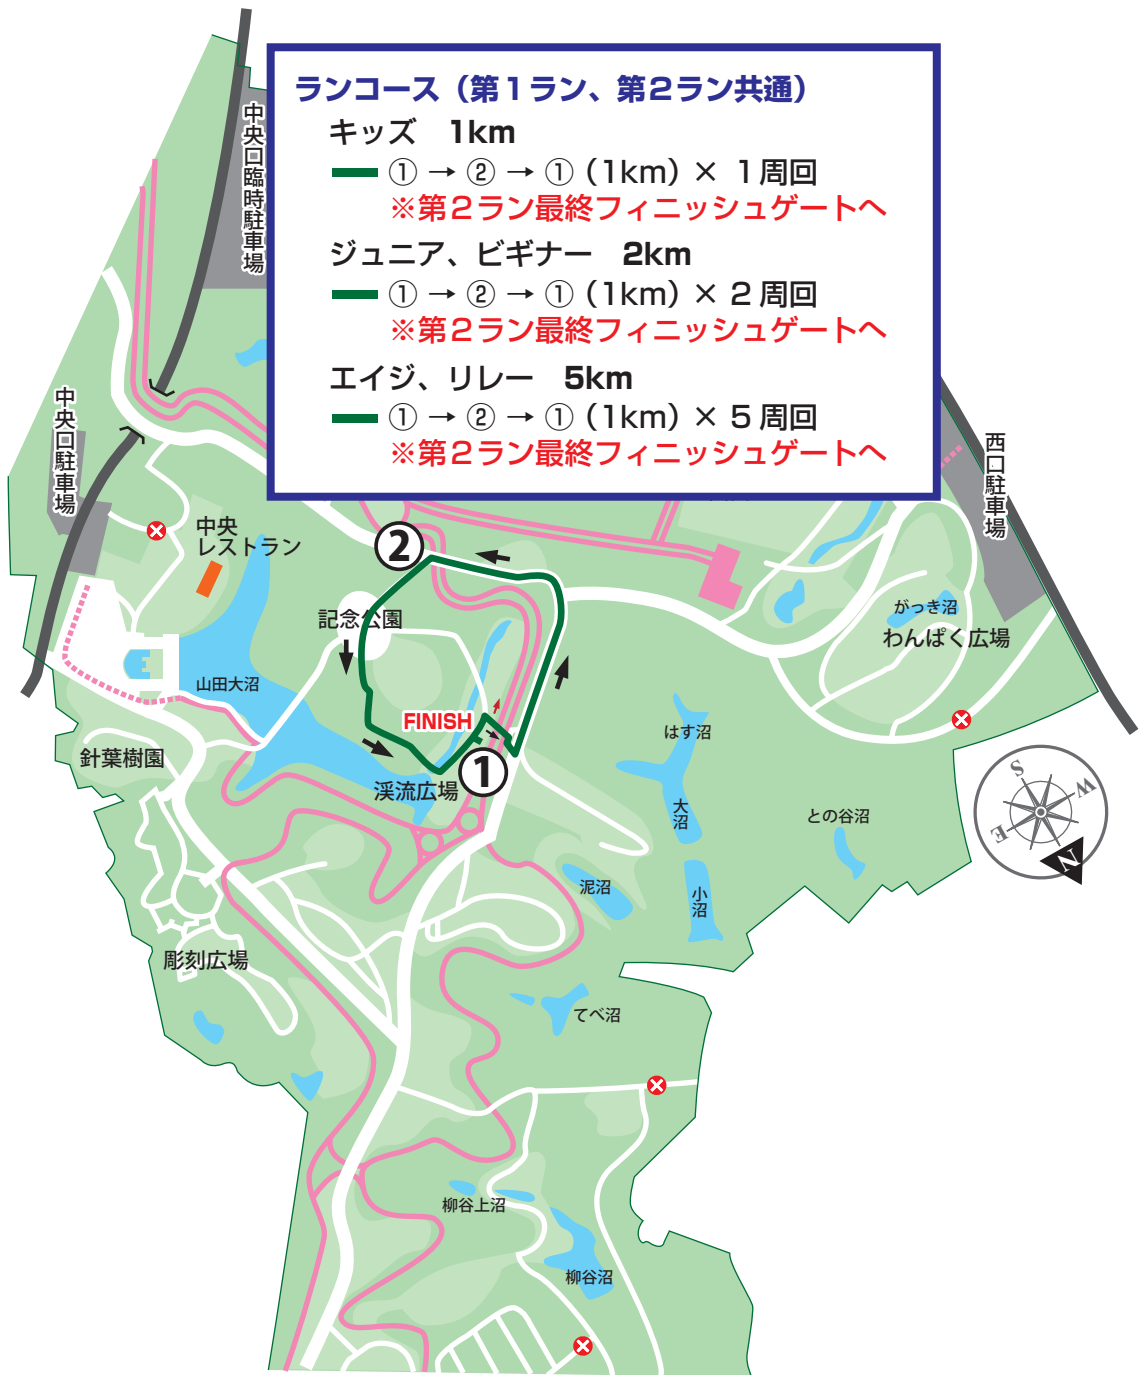 ランコース（第１ラン、第２ラン共通）
キッズ　1km
① → ② → ①（1km）× １周回
※第２ラン最終フィニッシュゲートへ
ジュニア、ビギナー　2km
① → ② → ①（1km）× 2 周回
※第２ラン最終フィニッシュゲートへ
エイジ、リレー　5km
① → ② → ①（1km）× 5 周回
※第２ラン最終フィニッシュゲートへ
中央口臨時駐車場
中央口駐車場
西口駐車場
中央
レストラン
②
記念公園
がっき沼
わんぱく広場
山田大沼
FINISH
はす沼
針葉樹園
①
渓流広場
大沼
との谷沼
S
W
E
N
泥沼
小沼
彫刻広場
てべ沼
柳谷上沼
柳谷沼